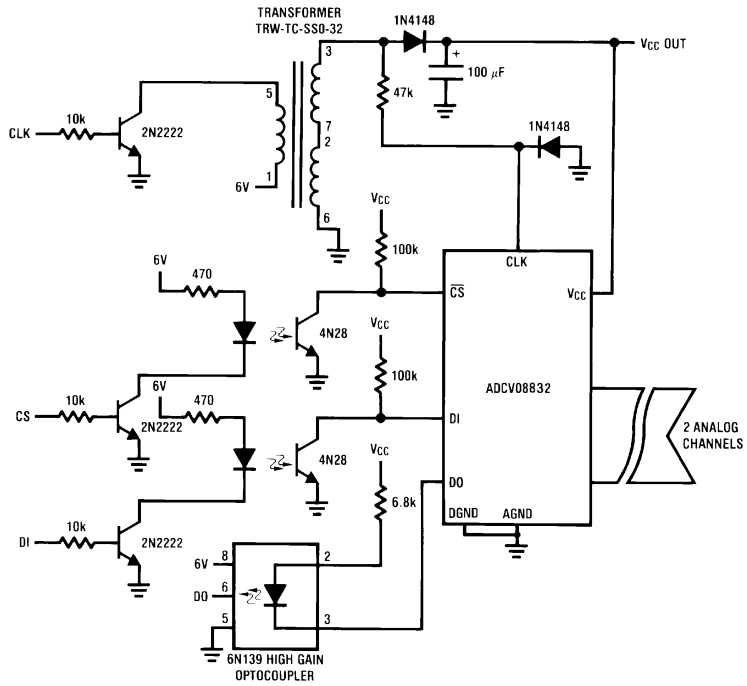 TRANSFORMER
TRW-TC-SSO-32
1N4148
3
VCC OUT
+
100 µF
5
47k
10k
CLK
2N2222
7
2
1N4148
1
6V
6
VCC
100k
CLK
6V
470
CS
VCC
4N28
VCC
100k
ADCV08832
10k
6V
470
CS
2N2222
DI
2 ANALOG
CHANNELS
4N28
VCC
DO
6.8k
DGND
AGND
10k
DI
2N2222
6V
8
2
DO
6
5
3
6N139 HIGH GAIN
OPTOCOUPLER